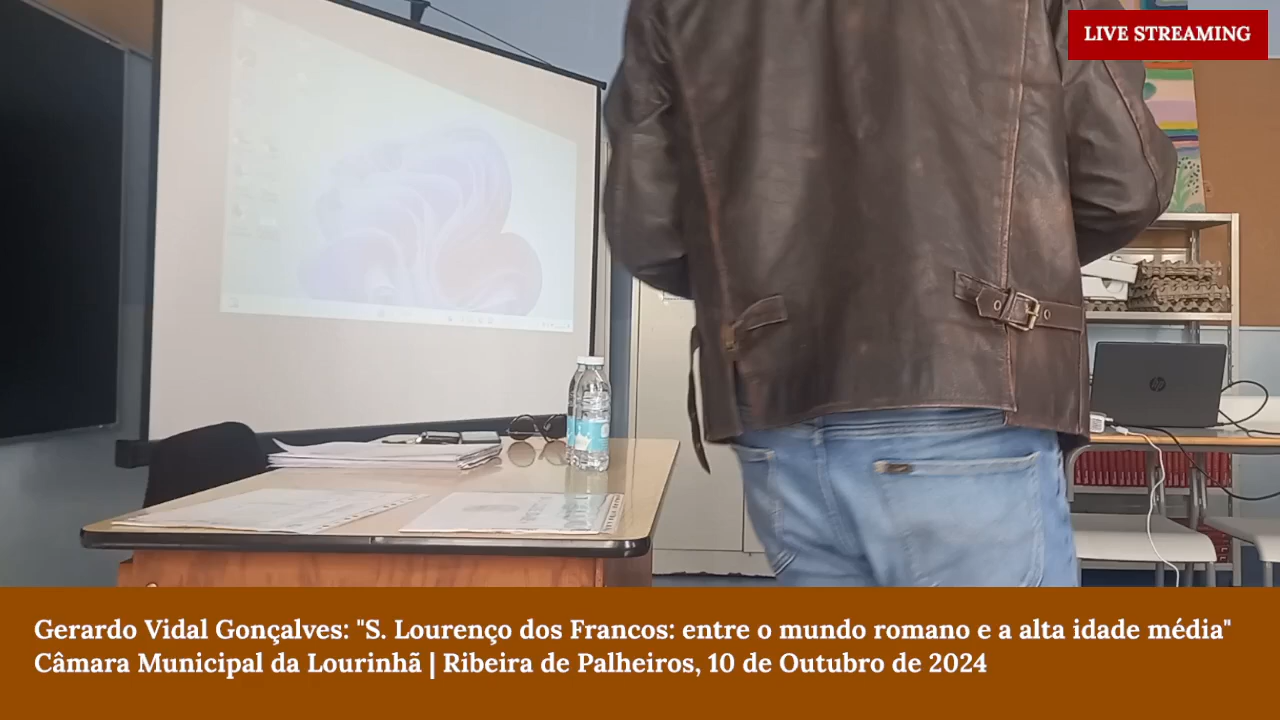 LIVE STREAMING
hp
Gerardo Vidal Gonçalves: "S. Lourenço dos Francos: entre o mundo romano e a alta idade média"
Câmara Municipal da Lourinhã | Ribeira de Palheiros, 10 de Outubro de 2024